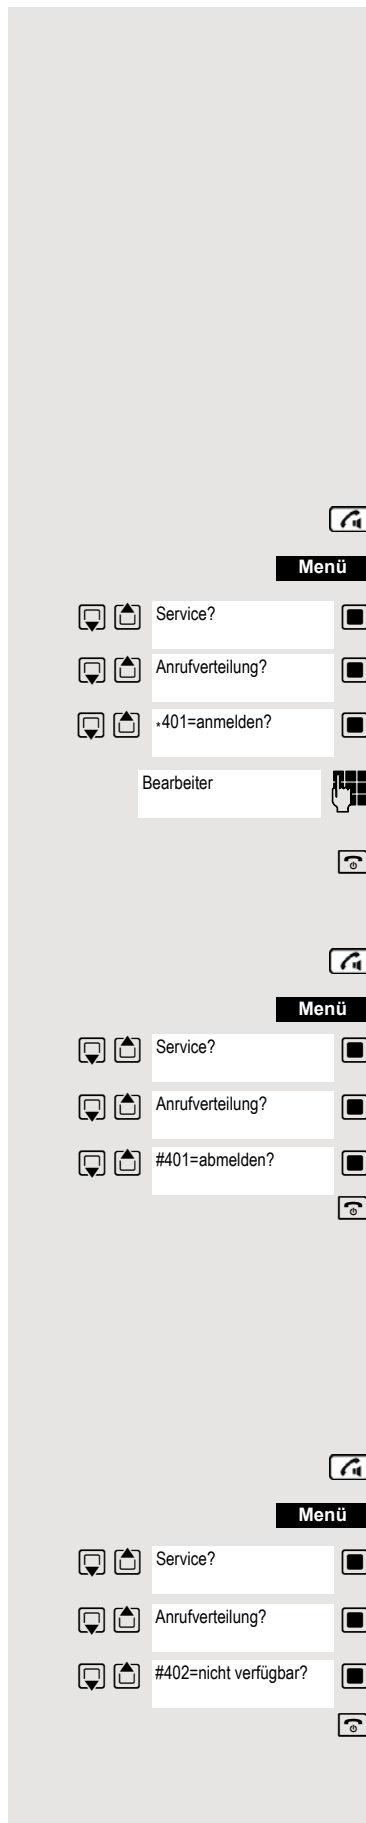 Menü
Service?
Anrufverteilung?
*401=anmelden?
Bearbeiter
Menü
Service?
Anrufverteilung?
#401=abmelden?
Menü
Service?
Anrufverteilung?
#402=nicht verfügbar?